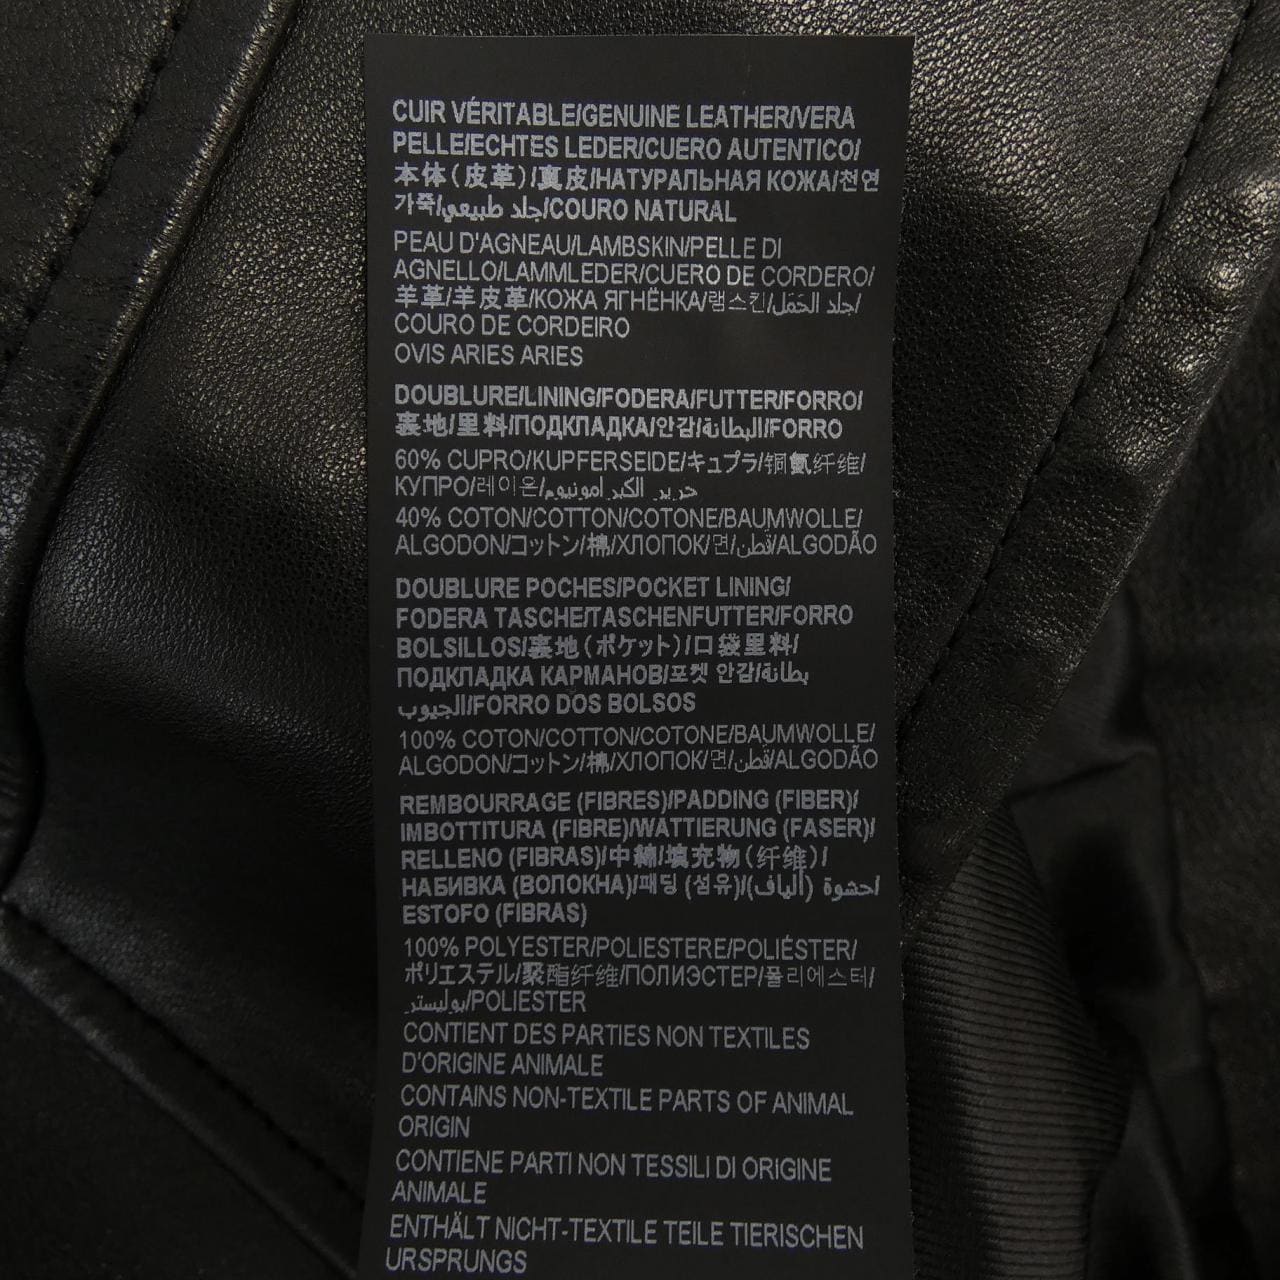 CUIR VÉRITABLE/GENUINE LEATHER/VERA
PELLE/ECHTES LEDER/CUERO AUTENTICO/
本体（皮革）/真皮/НАТУРАЛЬНАЯ КОЖА/천연
가죽/جلد طبيعي/COURO NATURAL
PEAU D'AGNEAU/LAMBSKIN/PELLE DI
AGNELLO/LAMMLEDER/CUERO DE CORDERO/
羊革/羊皮革/КОЖА ЯГНЁНКА/램스킨/جلد الحَمَل/
COURO DE CORDEIRO
OVIS ARIES ARIES
DOUBLURE/LINING/FODERA/FUTTER/FORRO/
裏地/里料/ПОДКЛАДКА/안감/البطانة/FORRO
60% CUPRO/KUPFERSEIDE/キュプラ/铜氨纤维/
КУПРО/레이온/حرير الكبرامونيوم
40% COTON/COTTON/COTONE/BAUMWOLLE/
ALGODON/コットン/棉/ХЛОПОК/면/قطن/ALGODÃO
DOUBLURE POCHES/POCKET LINING/
FODERA TASCHE/TASCHENFUTTER/FORRO
BOLSILLOS/裏地（ポケット）/口袋里料/
ПОДКЛАДКА КАРМАНОВ/포켓 안감/بطانة
الجيوب/FORRO DOS BOLSOS
100% COTON/COTTON/COTONE/BAUMWOLLE/
ALGODON/コットン/棉/ХЛОПОК/면/قطن/ALGODÃO
REMBOURRAGE (FIBRES)/PADDING (FIBER)/
IMBOTTITURA (FIBRE)/WATTIERUNG (FASER)/
RELLENO (FIBRAS)/中綿/填充物（纤维）/
НАБИВКА (ВОЛОКНА)/패딩 (섬유)/حشوة (ألياف)/
ESTOFO (FIBRAS)
100% POLYESTER/POLIESTERE/POLIÉSTER/
ポリエステル/聚酯纤维/ПОЛИЭСТЕР/폴리에스터/
بوليستر/POLIESTER
CONTIENT DES PARTIES NON TEXTILES
D'ORIGINE ANIMALE
CONTAINS NON-TEXTILE PARTS OF ANIMAL
ORIGIN
CONTIENE PARTI NON TESSILI DI ORIGINE
ANIMALE
ENTHÄLT NICHT-TEXTILE TEILE TIERISCHEN
URSPRUNGS